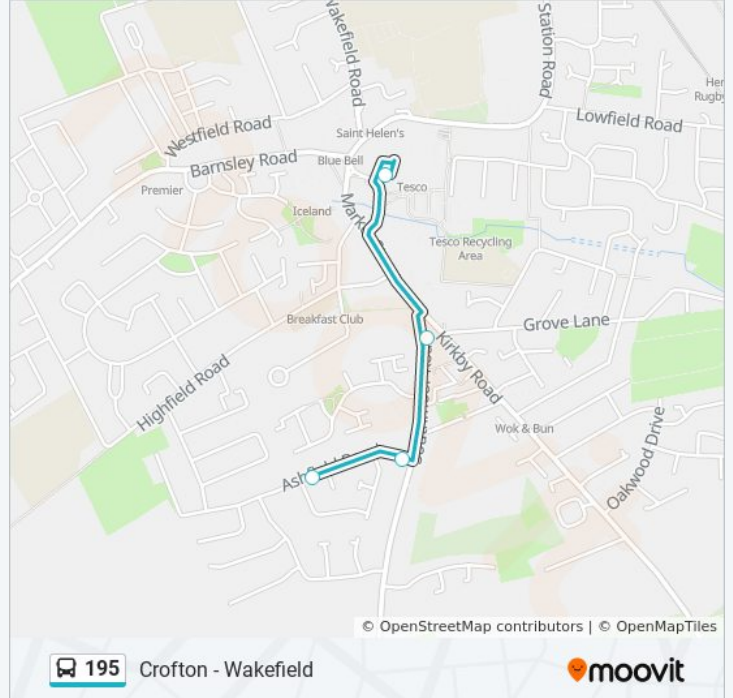 Wakefield Road
Station Road
Westfield Road
Saint Helen's
Lowfield Road
Barnsley Road
Blue Bell
Premier
Tesco
Iceland
Tesco Recycling
Area
Breakfast Club
Grove Lane
Kirkby Road
Highfield Road
Wok & Bun
Oakwood Drive
© OpenStreetMap contributors | © OpenMapTiles
195 Crofton - Wakefield
moovit